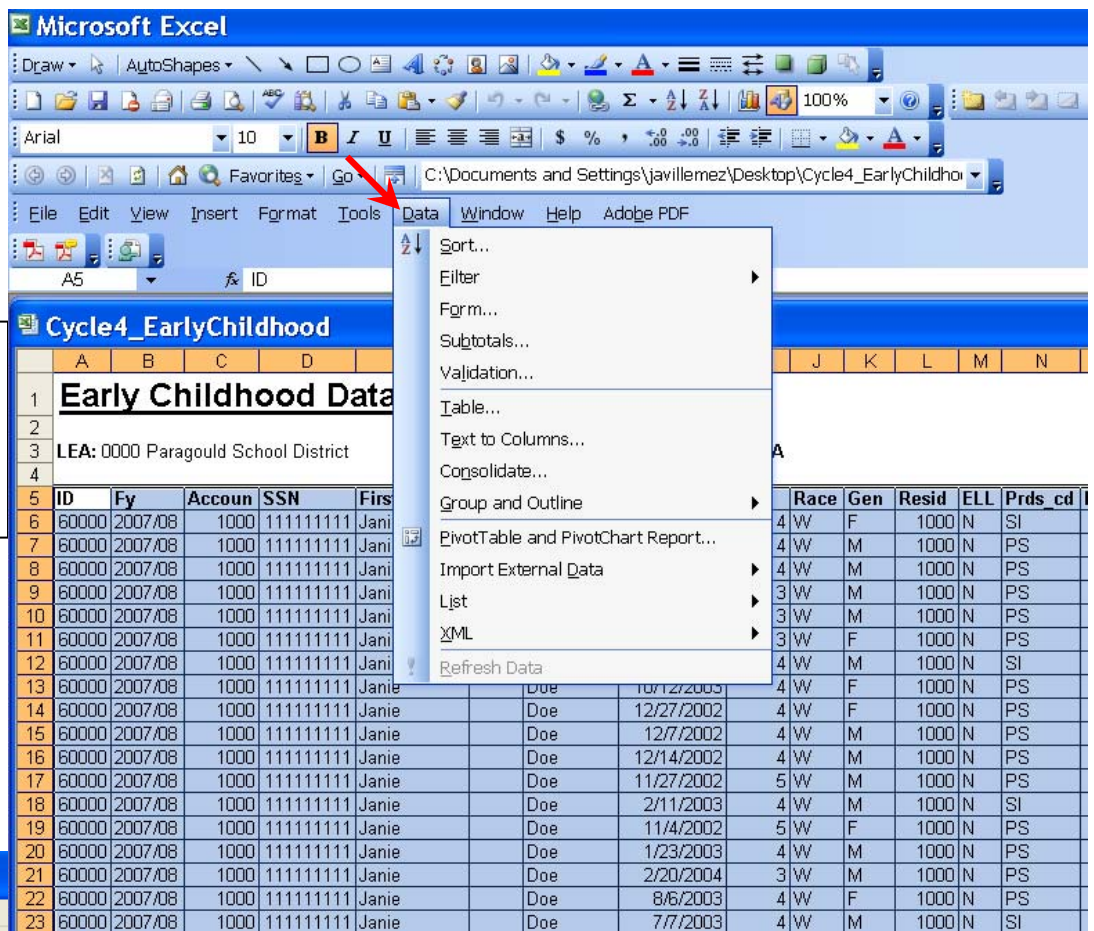 Microsoft Excel
Draw AutoShapes
100%
Arial 10 B I U $ % ,
Favorites Go C:\Documents and Settings\javillemez\Desktop\Cycle4_EarlyChildho
File Edit View Insert Format Tools Data Window Help Adobe PDF
A5 fx ID
Sort...
Filter
Form...
Subtotals...
Validation...
Table...
Text to Columns...
Consolidate...
Group and Outline
PivotTable and PivotChart Report...
Import External Data
List
XML
Refresh Data
Cycle4_EarlyChildhood
A B C D J K L M N
1 Early Childhood Data
2
3 LEA: 0000 Paragould School District A
4
5 ID Fy Accoun SSN Firs Race Gen Resid ELL Prds_cd
6 60000 2007/08 1000 111111111 Jani 4 W F 1000 N SI
7 60000 2007/08 1000 111111111 Jani 4 W M 1000 N PS
8 60000 2007/08 1000 111111111 Jani 4 W M 1000 N PS
9 60000 2007/08 1000 111111111 Jani 3 W M 1000 N PS
10 60000 2007/08 1000 111111111 Jani 3 W M 1000 N PS
11 60000 2007/08 1000 111111111 Jani 3 W F 1000 N PS
12 60000 2007/08 1000 111111111 Jani 4 W M 1000 N SI
13 60000 2007/08 1000 111111111 Janie Doe 10/12/2003 4 W F 1000 N PS
14 60000 2007/08 1000 111111111 Janie Doe 12/27/2002 4 W F 1000 N PS
15 60000 2007/08 1000 111111111 Janie Doe 12/7/2002 4 W M 1000 N PS
16 60000 2007/08 1000 111111111 Janie Doe 12/14/2002 4 W M 1000 N PS
17 60000 2007/08 1000 111111111 Janie Doe 11/27/2002 5 W M 1000 N PS
18 60000 2007/08 1000 111111111 Janie Doe 2/11/2003 4 W M 1000 N SI
19 60000 2007/08 1000 111111111 Janie Doe 11/4/2002 5 W F 1000 N PS
20 60000 2007/08 1000 111111111 Janie Doe 1/23/2003 4 W M 1000 N PS
21 60000 2007/08 1000 111111111 Janie Doe 2/20/2004 3 W M 1000 N PS
22 60000 2007/08 1000 111111111 Janie Doe 8/6/2003 4 W F 1000 N PS
23 60000 2007/08 1000 111111111 Janie Doe 7/7/2003 4 W M 1000 N SI